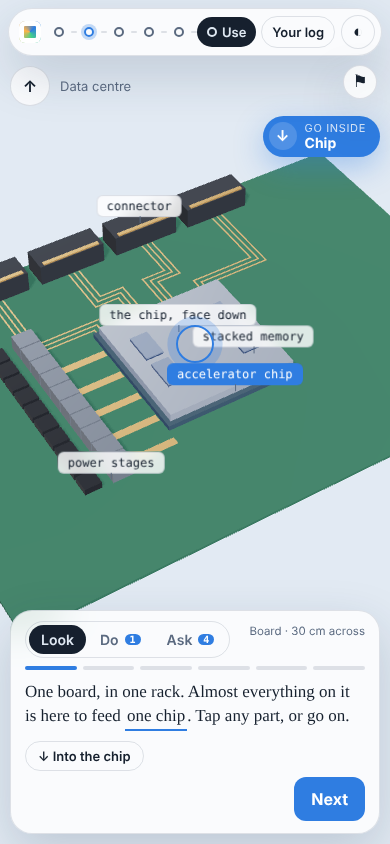 Use
Your log
Data centre
GO INSIDE
Chip
connector
the chip, face down
stacked memory
accelerator chip
power stages
Look
Do 1
Ask 4
Board · 30 cm across
One board, in one rack. Almost everything on it
is here to feed one chip. Tap any part, or go on.
↓ Into the chip
Next